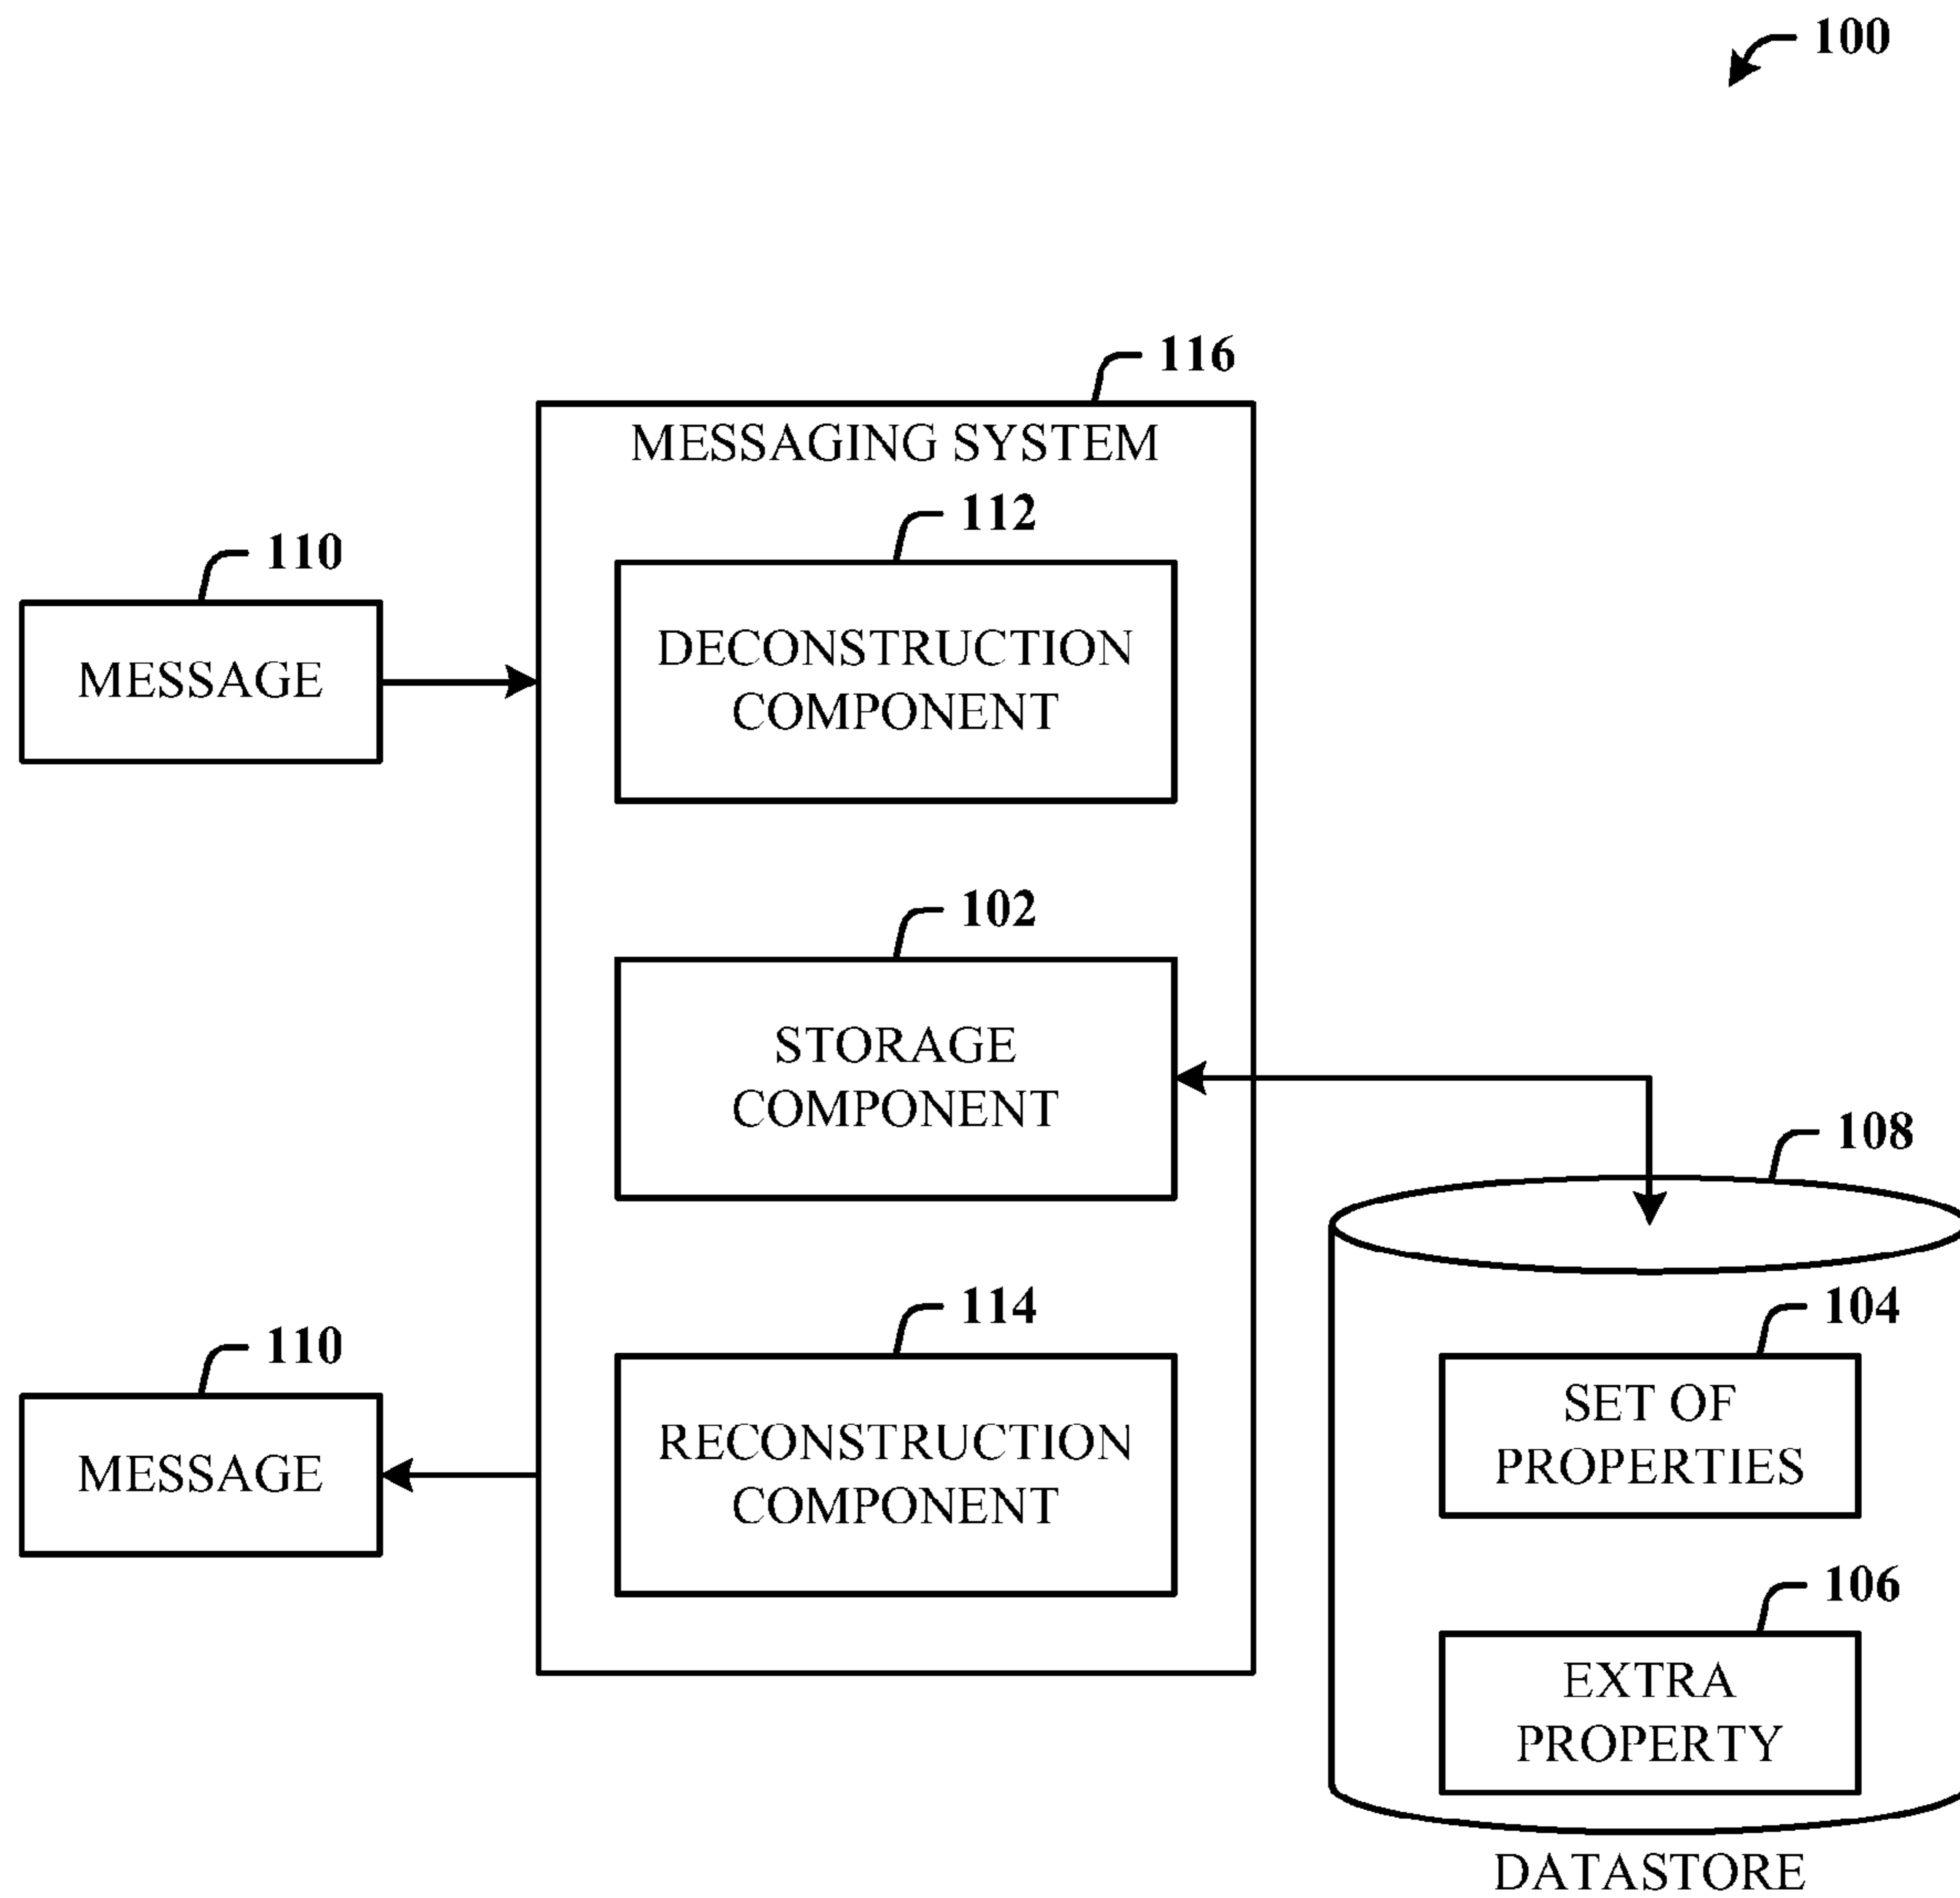 100
116
MESSAGING SYSTEM
112
110
DECONSTRUCTION
COMPONENT
MESSAGE
102
STORAGE
COMPONENT
108
114
104
110
RECONSTRUCTION
COMPONENT
MESSAGE
SET OF
PROPERTIES
106
EXTRA
PROPERTY
DATASTORE